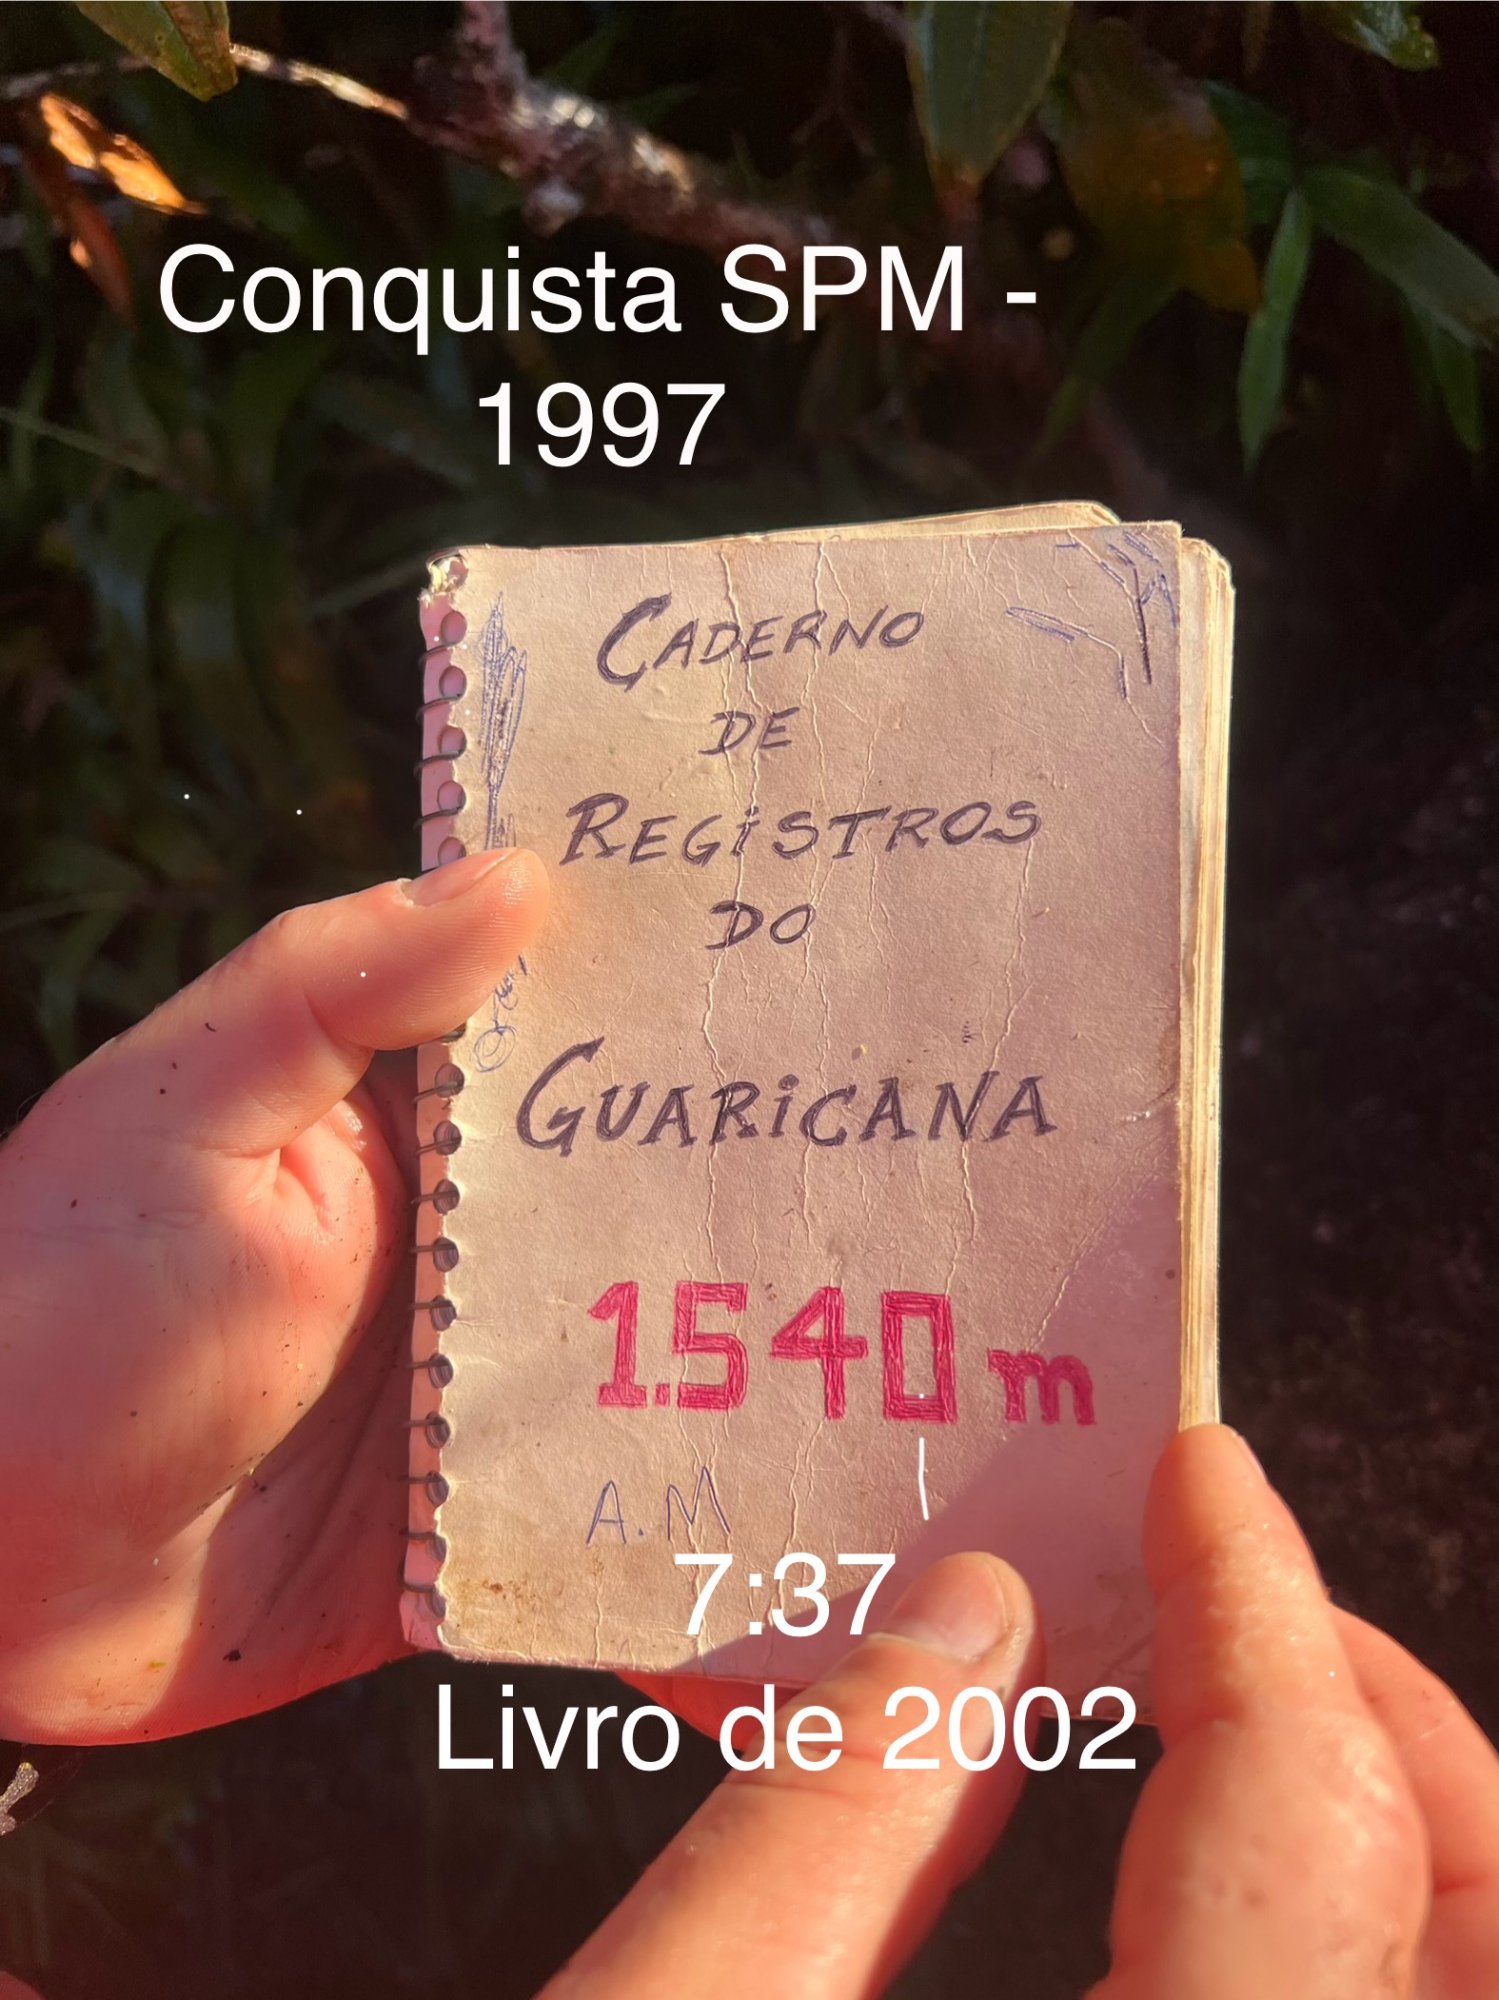 Conquista SPM -
1997
CADERNO
DE
REGiSTROS
DO
GUARiCANA
1.540 m
A.M
7:37
Livro de 2002